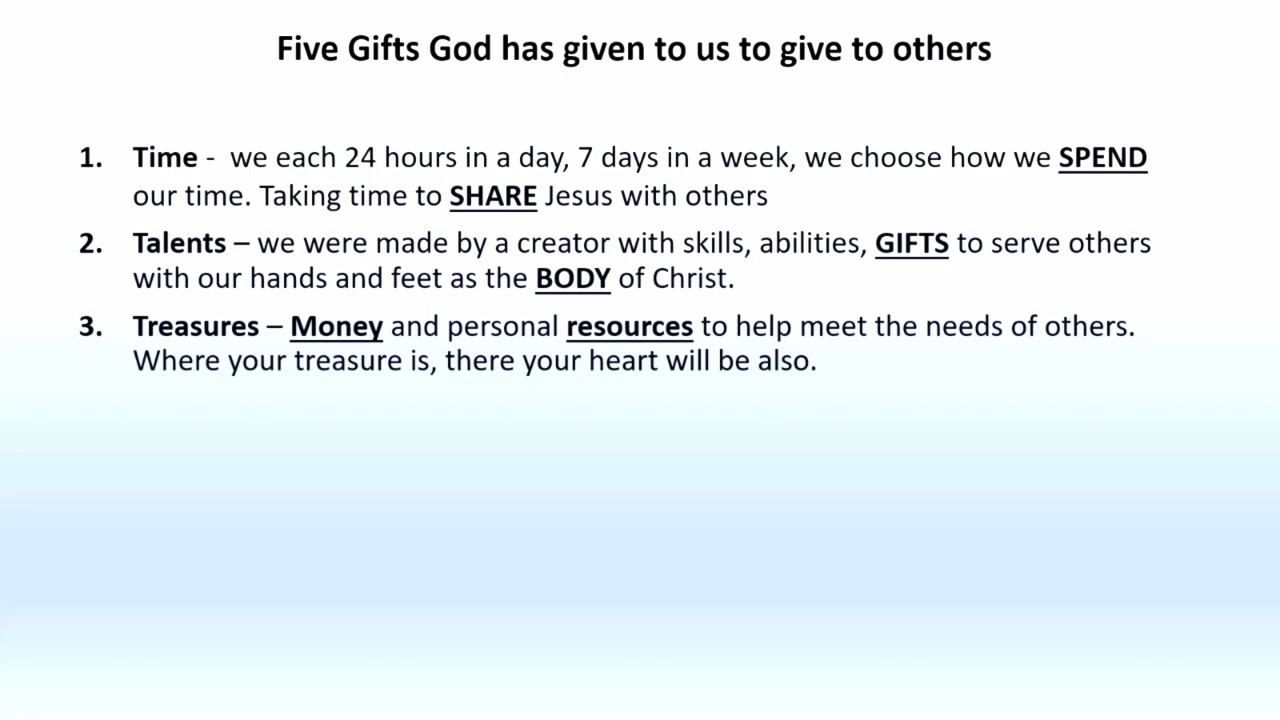 Five Gifts God has given to us to give to others
1. Time - we each 24 hours in a day, 7 days in a week, we choose how we SPEND
our time. Taking time to SHARE Jesus with others
2. Talents – we were made by a creator with skills, abilities, GIFTS to serve others
with our hands and feet as the BODY of Christ.
3. Treasures – Money and personal resources to help meet the needs of others.
Where your treasure is, there your heart will be also.